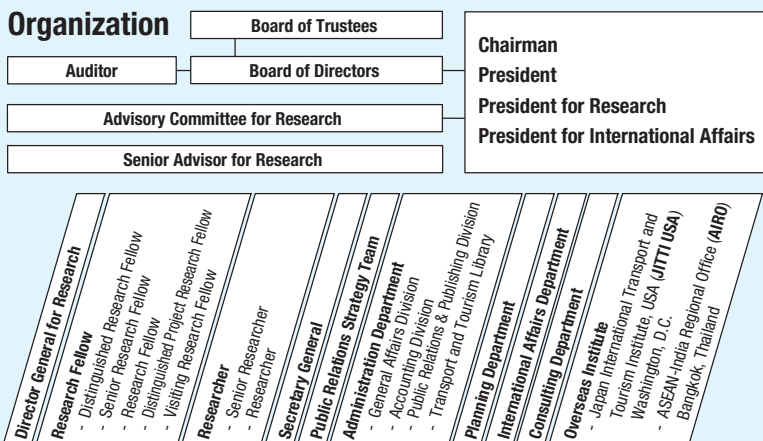 Organization
Board of Trustees
Auditor
Board of Directors
Chairman
President
President for Research
President for International Affairs
Advisory Committee for Research
Senior Advisor for Research
Director General for Research
Research Fellow
- Distinguished Research Fellow
- Senior Research Fellow
- Research Fellow
- Distinguished Project Research Fellow
- Visiting Research Fellow
Researcher
- Senior Researcher
- Researcher
Secretary General
Public Relations Strategy Team
Administration Department
- General Affairs Division
- Accounting Division
- Public Relations & Publishing Division
- Transport and Tourism Library
Planning Department
International Affairs Department
Consulting Department
Overseas Institute
- Japan International Transport and
Tourism Institute, USA (JITTI USA)
Washington, D.C.
- ASEAN-India Regional Office (AIRO)
Bangkok, Thailand